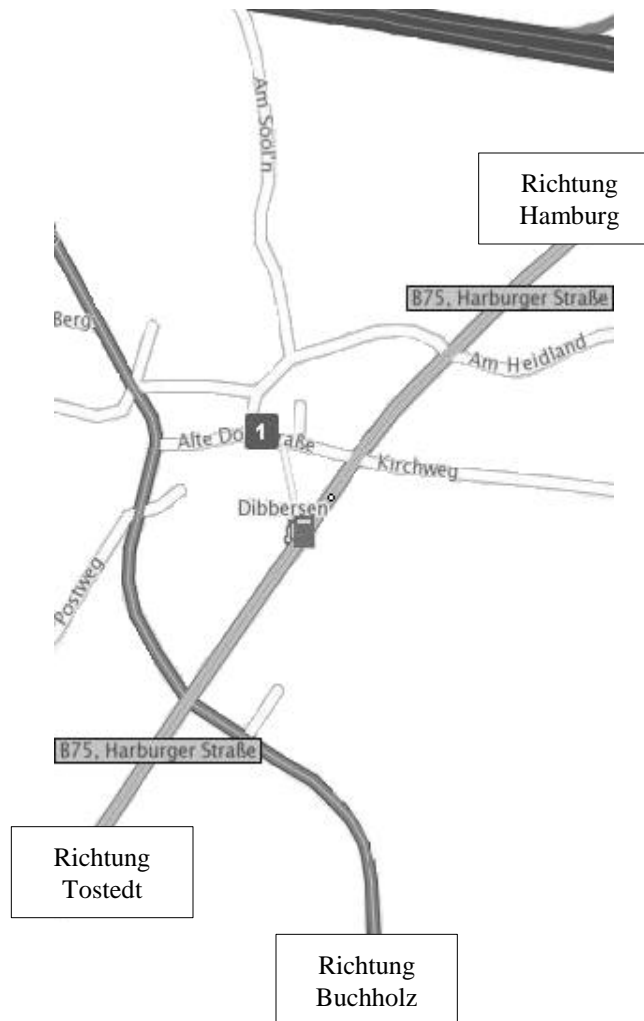 Am Sööl'n
Richtung
Hamburg
B75, Harburger Straße
Berg
Am Heidland
1
Alte Do straße
Kirchweg
Dibbersen
Postweg
B75, Harburger Straße
Richtung
Tostedt
Richtung
Buchholz